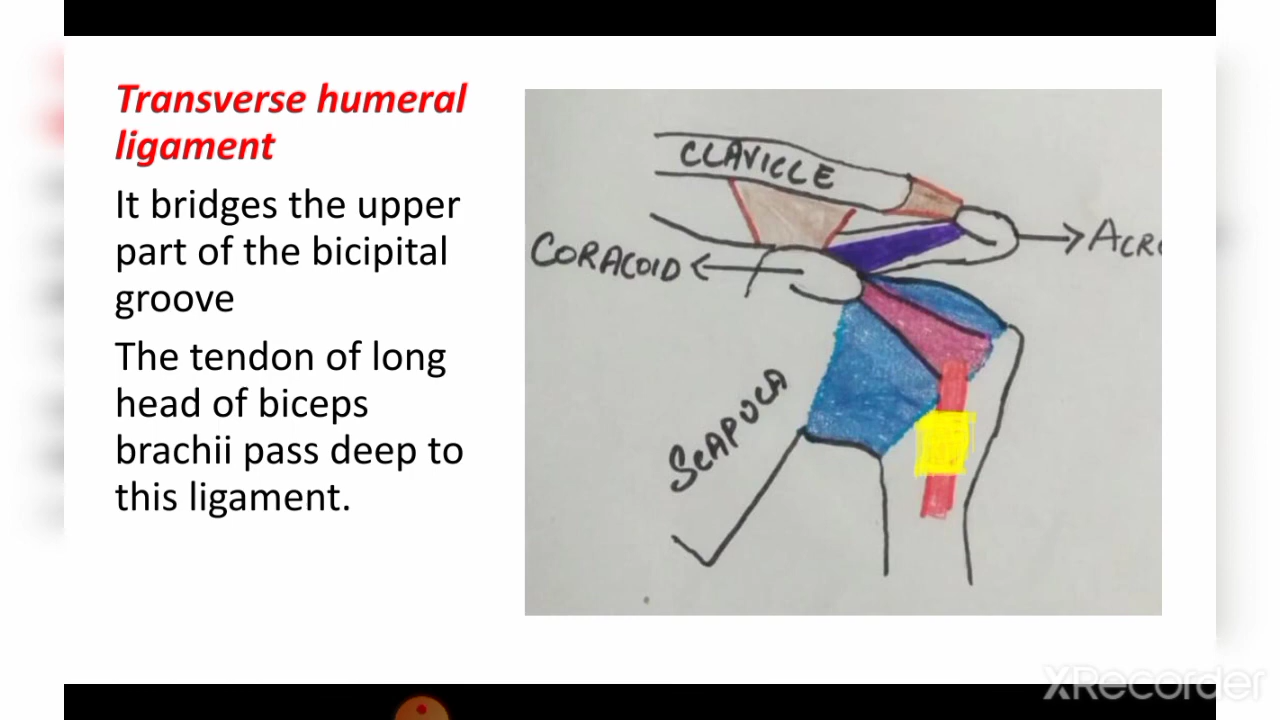 Transverse humeral
ligament
It bridges the upper
part of the bicipital
groove
The tendon of long
head of biceps
brachii pass deep to
this ligament.
CLAVICLE
CORACOID
ACRO
SCAPULA
XRecorder